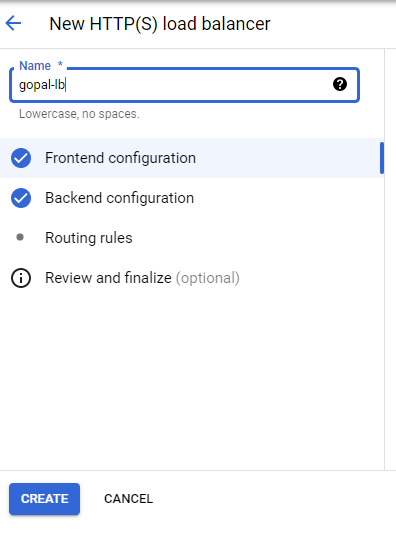 New HTTP(S) load balancer
Name *
gopal-lb
Lowercase, no spaces.
Frontend configuration
Backend configuration
Routing rules
Review and finalize (optional)
CREATE CANCEL